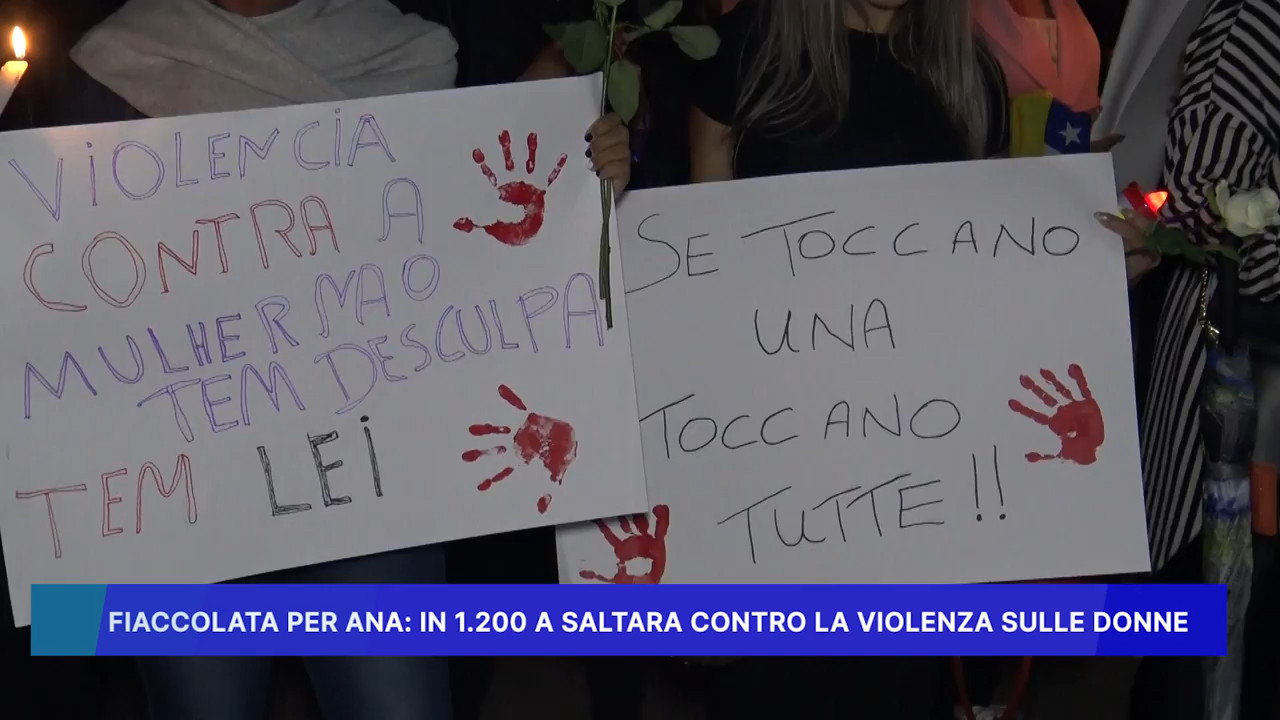 VIOLENCIA
CONTRA A
MULHER NAO
TEM DESCULPA
TEM LEI
SE TOCCANO
UNA
TOCCANO
TUTTE!!
FIACCOLATA PER ANA: IN 1.200 A SALTARA CONTRO LA VIOLENZA SULLE DONNE